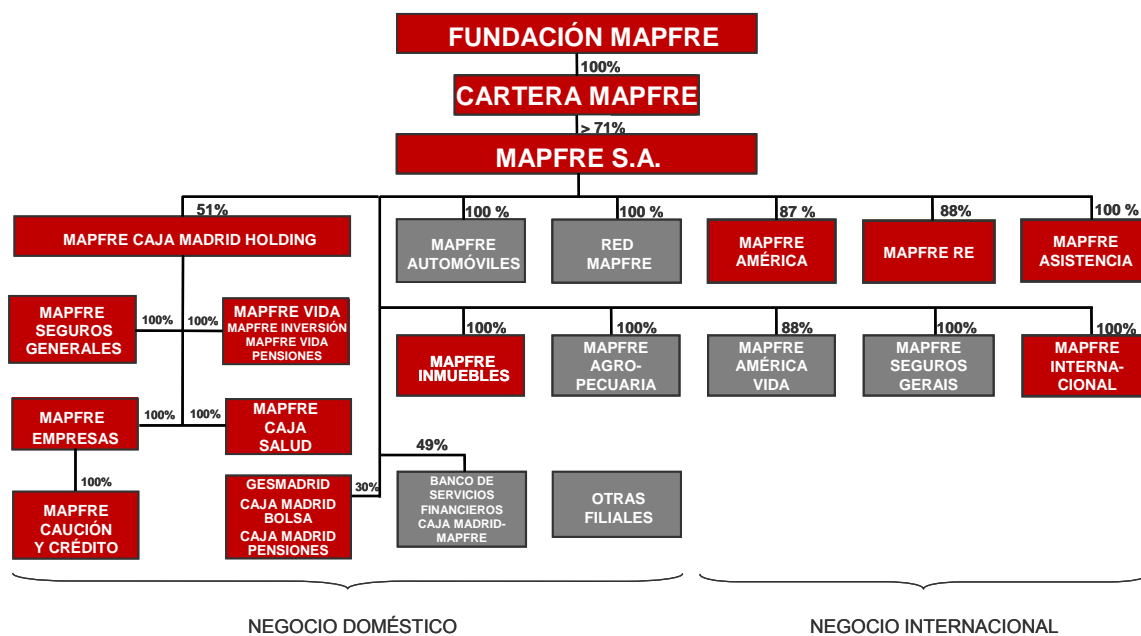 FUNDACIÓN MAPFRE
100%
CARTERA MAPFRE
> 71%
MAPFRE S.A.
51%
100 %
100 %
87 %
88%
100 %
MAPFRE CAJA MADRID HOLDING
MAPFRE
AUTOMÓVILES
RED
MAPFRE
MAPFRE
AMÉRICA
MAPFRE RE
MAPFRE
ASISTENCIA
MAPFRE
SEGUROS
GENERALES
100%
100%
MAPFRE VIDA
MAPFRE INVERSIÓN
MAPFRE VIDA
PENSIONES
100%
100%
88%
100%
100%
MAPFRE
INMUEBLES
MAPFRE
AGRO-
PECUARIA
MAPFRE
AMÉRICA
VIDA
MAPFRE
SEGUROS
GERAIS
MAPFRE
INTERNA-
CIONAL
MAPFRE
EMPRESAS
100%
100%
MAPFRE
CAJA
SALUD
49%
100%
MAPFRE
CAUCIÓN
Y CRÉDITO
GESMADRID
CAJA MADRID
BOLSA
CAJA MADRID
PENSIONES
30%
BANCO DE
SERVICIOS
FINANCIEROS
CAJA MADRID-
MAPFRE
OTRAS
FILIALES
NEGOCIO DOMÉSTICO
NEGOCIO INTERNACIONAL